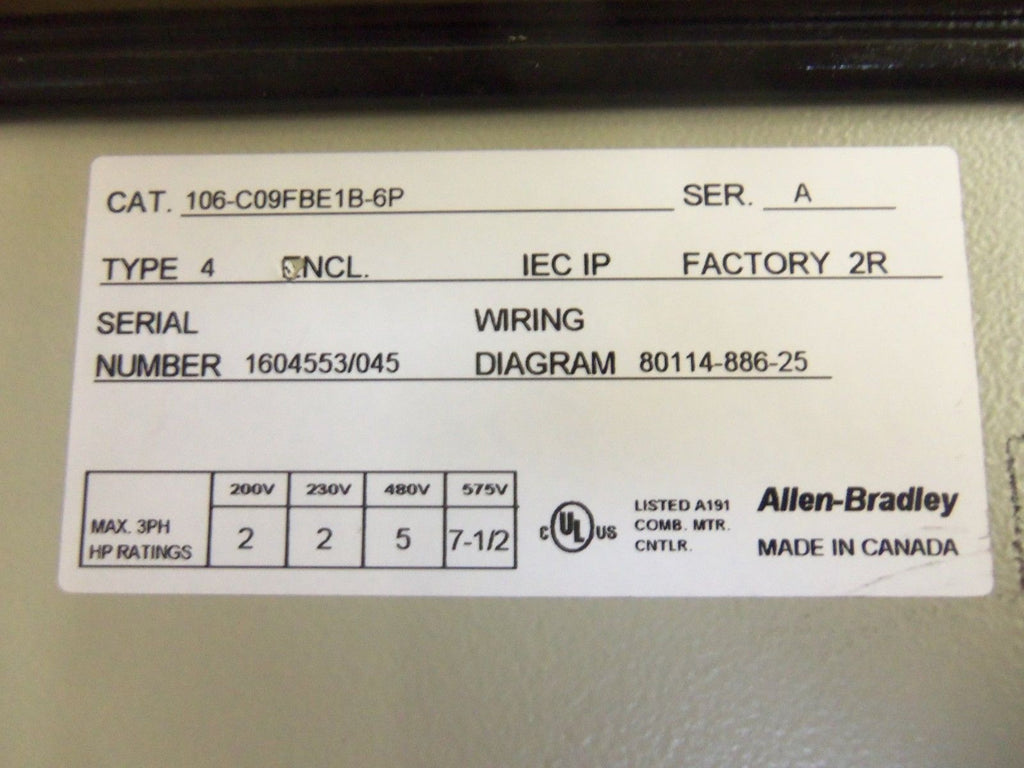 CAT. 106-C09FBE1B-6P SER. A
TYPE 4 ENCL. IEC IP FACTORY 2R
SERIAL WIRING
NUMBER 1604553/045 DIAGRAM 80114-886-25
200V 230V 480V 575V
MAX. 3PH
HP RATINGS 2 2 5 7-1/2
C UL US
LISTED A191
COMB. MTR.
CNTLR.
Allen-Bradley
MADE IN CANADA